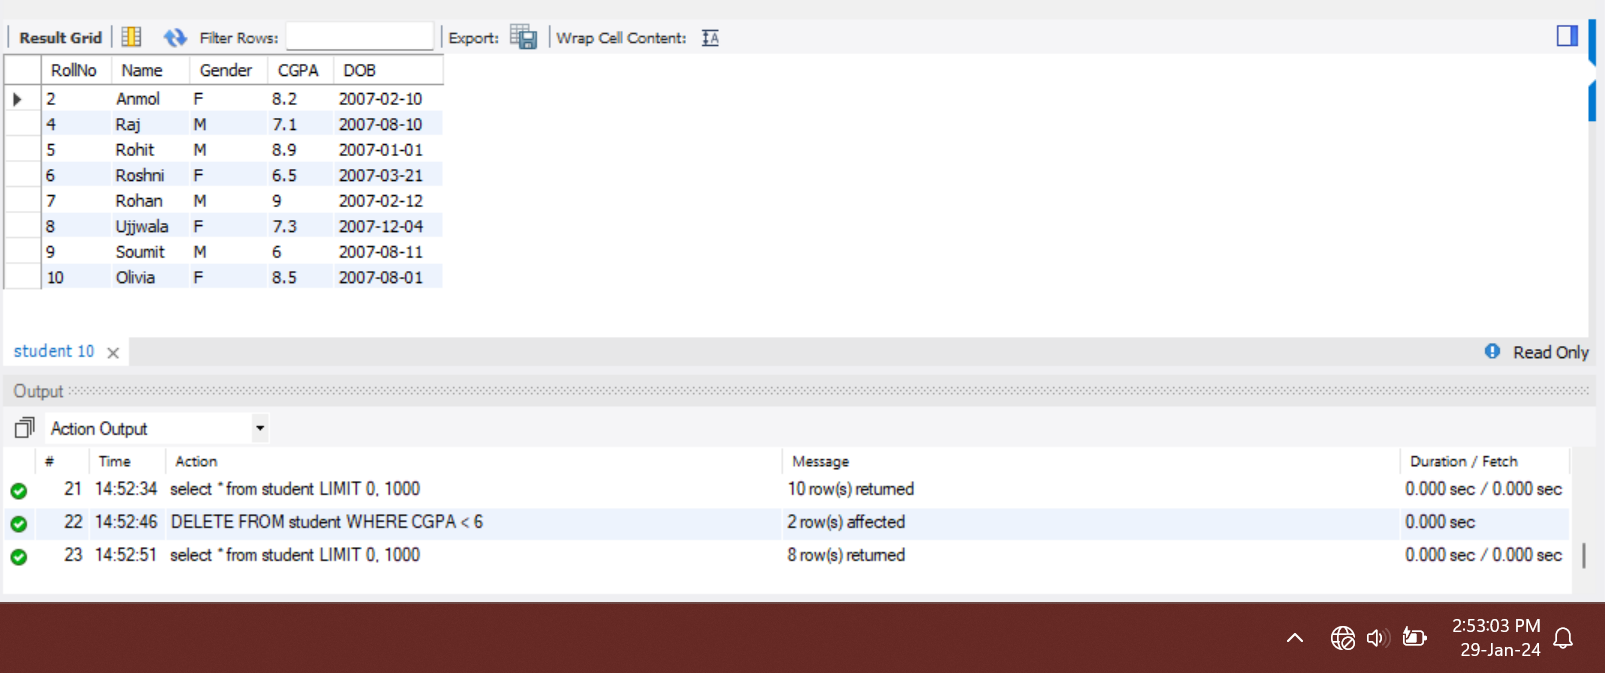 Result Grid Filter Rows: Export: Wrap Cell Content: IA
RollNo Name Gender CGPA DOB
2 Anmol F 8.2 2007-02-10
4 Raj M 7.1 2007-08-10
5 Rohit M 8.9 2007-01-01
6 Roshni F 6.5 2007-03-21
7 Rohan M 9 2007-02-12
8 Ujjwala F 7.3 2007-12-04
9 Soumit M 6 2007-08-11
10 Olivia F 8.5 2007-08-01
student 10 Read Only
Output
Action Output
# Time Action Message Duration / Fetch
21 14:52:34 select * from student LIMIT 0, 1000 10 row(s) returned 0.000 sec / 0.000 sec
22 14:52:46 DELETE FROM student WHERE CGPA < 6 2 row(s) affected 0.000 sec
23 14:52:51 select * from student LIMIT 0, 1000 8 row(s) returned 0.000 sec / 0.000 sec
2:53:03 PM
29-Jan-24